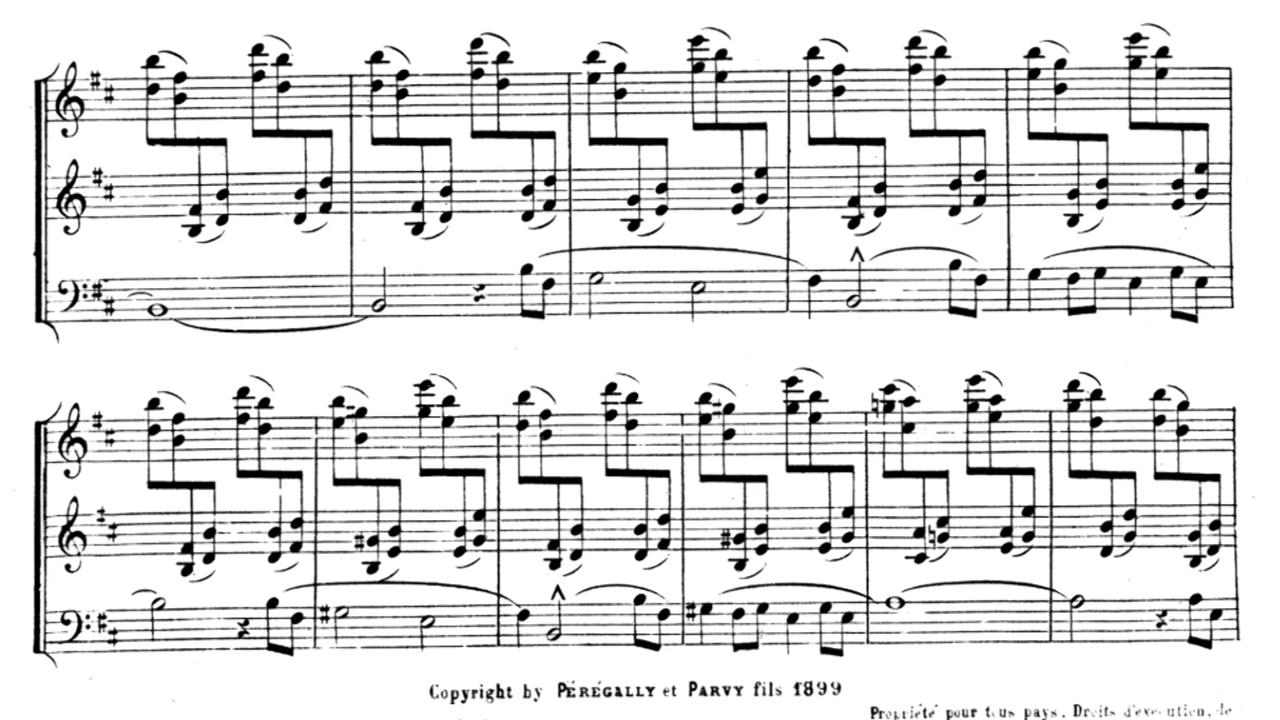 Copyright by PÉRÉGALLY et PARVY fils 1899
Propriété pour tous pays. Droits d'exécution, de